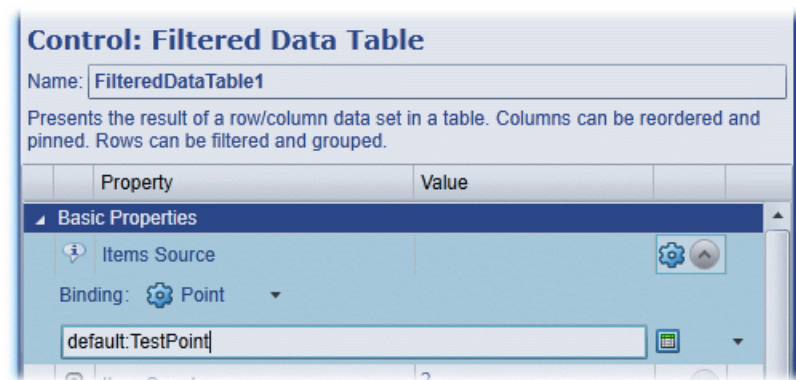 Control: Filtered Data Table
Name: FilteredDataTable1
Presents the result of a row/column data set in a table. Columns can be reordered and
pinned. Rows can be filtered and grouped.
Property Value
Basic Properties
Items Source
Binding: Point
default:TestPoint